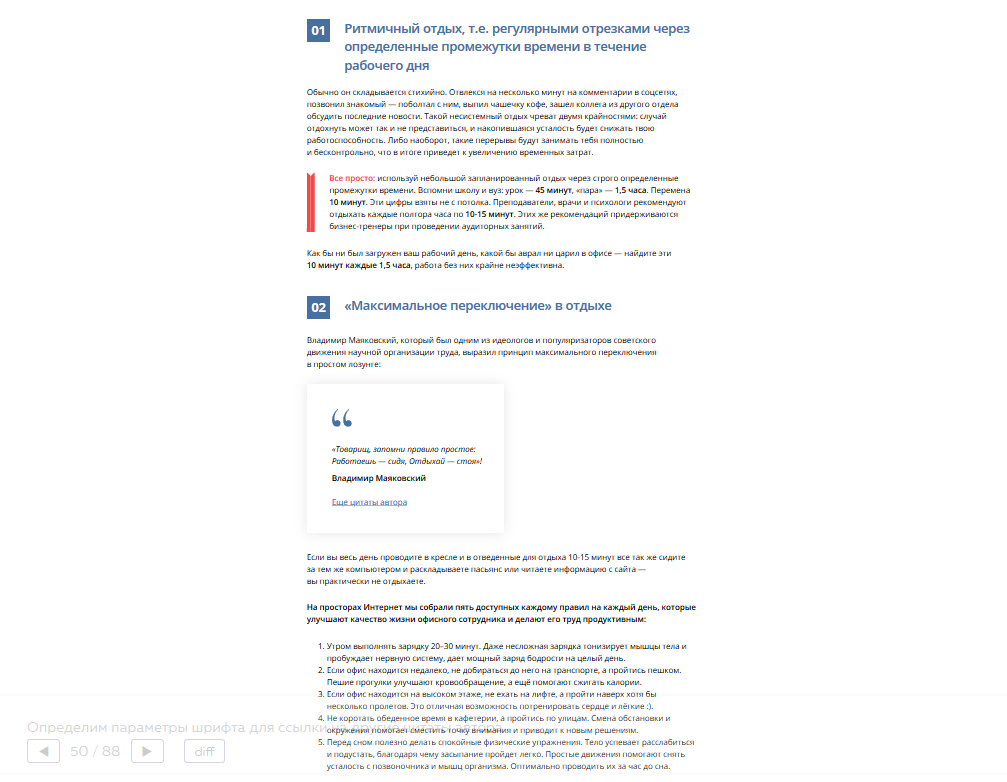 01 Ритмичный отдых, т.е. регулярными отрезками через
определенные промежутки времени в течение
рабочего дня
Обычно он складывается стихийно. Отвлекся на несколько минут на комментарии в соцсетях,
позвонил знакомый — поболтал с ним, выпил чашечку кофе, зашел коллега из другого отдела
обсудить последние новости. Такой несистемный отдых чреват двумя крайностями: случай
отдохнуть может так и не представиться, и накопившаяся усталость будет снижать твою
работоспособность. Либо наоборот, такие перерывы будут занимать тебя полностью
и бесконтрольно, что в итоге приведет к увеличению временных затрат.
Все просто: используй небольшой запланированный отдых через строго определенные
промежутки времени. Вспомни школу и вуз: урок — 45 минут, «пара» — 1,5 часа. Перемена
10 минут. Эти цифры взяты не с потолка. Преподаватели, врачи и психологи рекомендуют
отдыхать каждые полтора часа по 10-15 минут. Этих же рекомендаций придерживаются
бизнес-тренеры при проведении аудиторных занятий.
Как бы ни был загружен ваш рабочий день, какой бы аврал ни царил в офисе — найдите эти
10 минут каждые 1,5 часа, работа без них крайне неэффективна.
02 «Максимальное переключение» в отдыхе
Владимир Маяковский, который был одним из идеологов и популяризаторов советского
движения научной организации труда, выразил принцип максимального переключения
в простом лозунге:
“
«Товарищ, запомни правило простое:
Работаешь — сидя, Отдыхай — стоя»!
Владимир Маяковский
Еще цитаты автора
Если вы весь день проводите в кресле и в отведенные для отдыха 10-15 минут все так же сидите
за тем же компьютером и раскладываете пасьянс или читаете информацию с сайта —
вы практически не отдыхаете.
На просторах Интернет мы собрали пять доступных каждому правил на каждый день, которые
улучшают качество жизни офисного сотрудника и делают его труд продуктивным:
1. Утром выполнять зарядку 20–30 минут. Даже несложная зарядка тонизирует мышцы тела и
пробуждает нервную систему, дает мощный заряд бодрости на целый день.
2. Если офис находится недалеко, не добираться до него на транспорте, а пройтись пешком.
Пешие прогулки улучшают кровообращение, а ещё помогают сжигать калории.
3. Если офис находится на высоком этаже, не ехать на лифте, а пройти наверх хотя бы
несколько пролетов. Это отличная возможность потренировать сердце и лёгкие :).
4. Не коротать обеденное время в кафетерии, а пройтись по улицам. Смена обстановки и
окружения помогает сместить точку внимания и приводит к новым решениям.
5. Перед сном полезно делать спокойные физические упражнения. Тело успевает расслабиться
и подустать, благодаря чему засыпание пройдет легко. Простые движения помогают снять
усталость с позвоночника и мышц организма. Оптимально проводить их за час до сна.
Определим параметры шрифта для ссылки на другие цитаты автора
◀ 50 / 88 ▶ diff